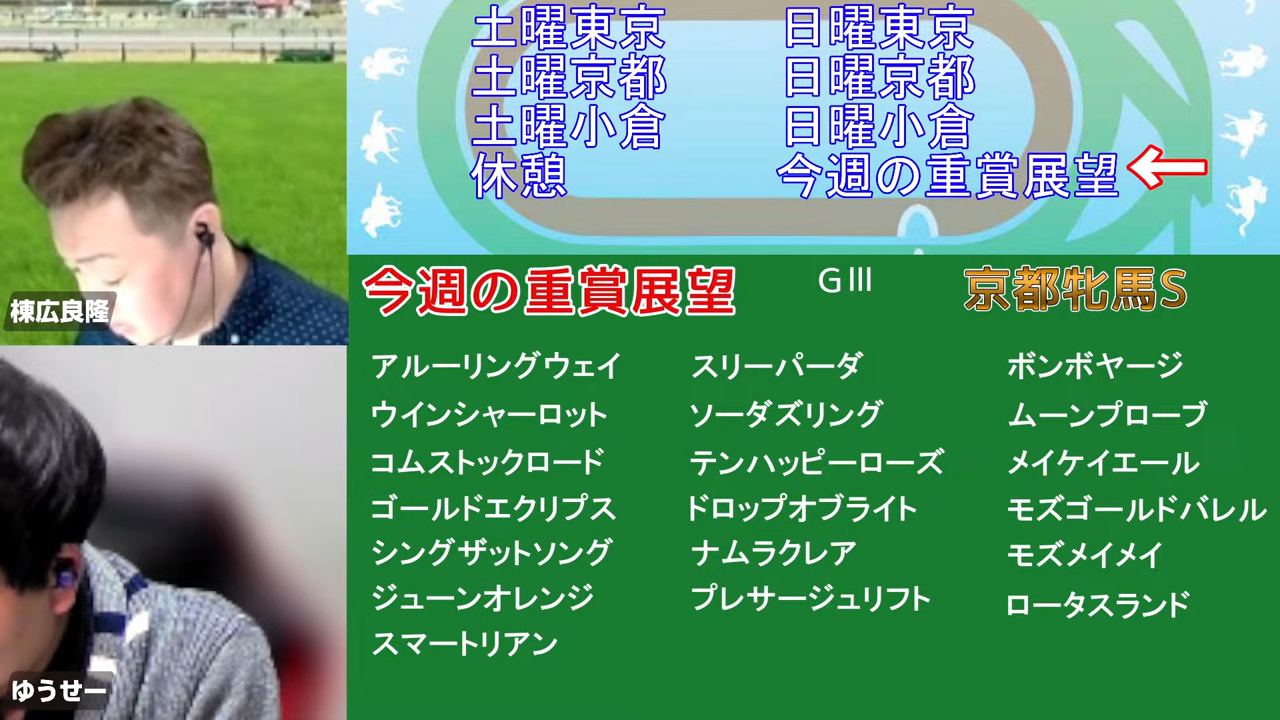 土曜東京
日曜東京
土曜京都
日曜京都
土曜小倉
日曜小倉
休憩
今週の重賞展望
棟広良隆
ゆうせー
今週の重賞展望
GⅢ
京都牝馬S
アルーリングウェイ
ウインシャーロット
コムストックロード
ゴールドエクリプス
シングザットソング
ジューンオレンジ
スマートリアン
スリーパーダ
ソーダズリング
テンハッピーローズ
ドロップオブライト
ナムラクレア
プレサージュリフト
ボンボヤージ
ムーンプローブ
メイケイエール
モズゴールドバレル
モズメイメイ
ロータスランド